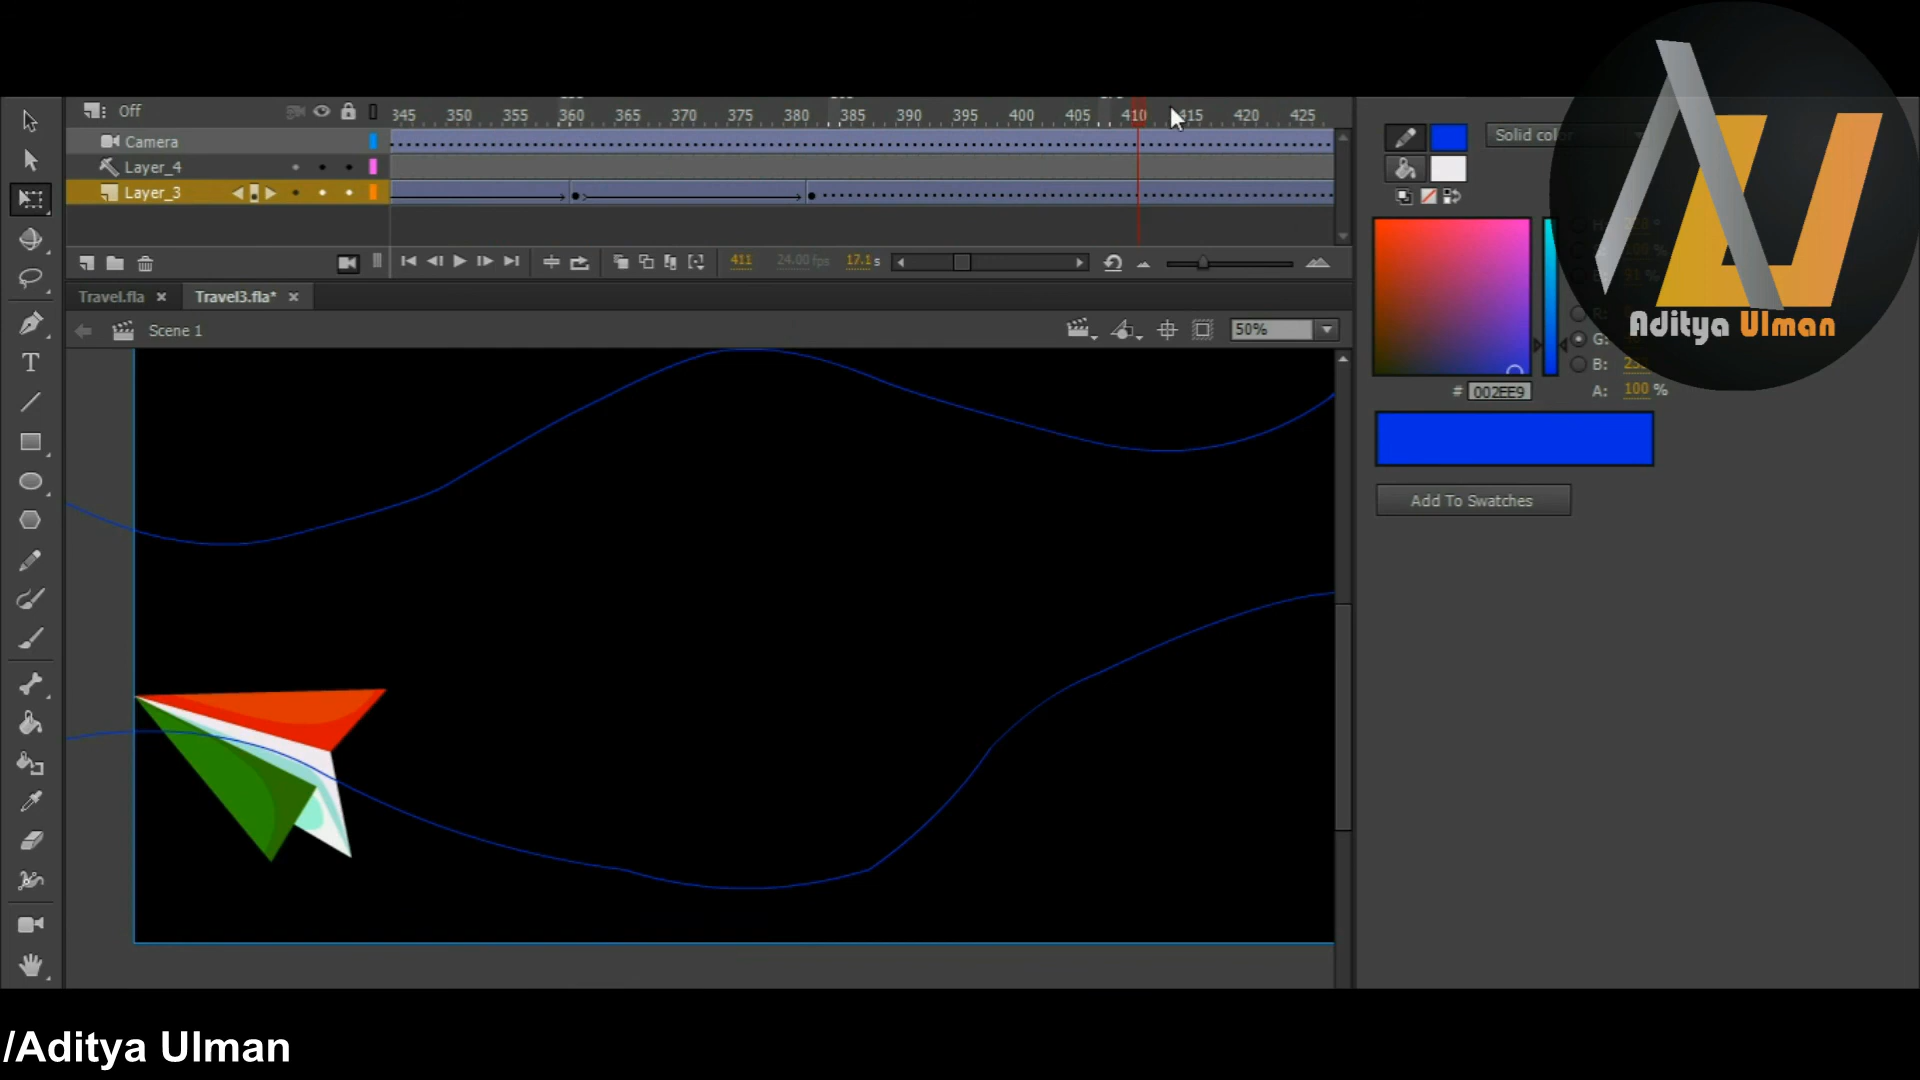 Off
345 350 355 360 365 370 375 380 385 390 395 400 405 410 415 420 425
Camera
Layer_4
Layer_3
411 24.00 fps 17.1 s
Travel.fla × Travel3.fla* ×
Scene 1
50%
Solid color
G:
B:
# 002EE9
A: 100 %
Add To Swatches
T
Aditya Ulman
/Aditya Ulman